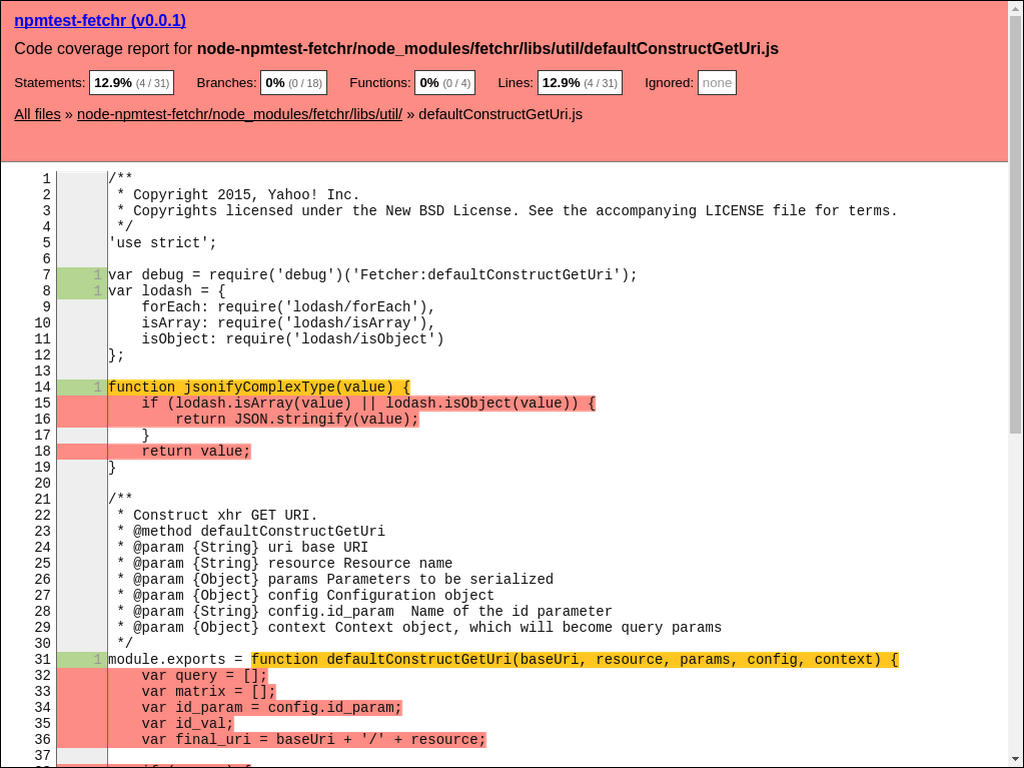 npmtest-fetchr (v0.0.1)
Code coverage report for node-npmtest-fetchr/node_modules/fetchr/libs/util/defaultConstructGetUri.js
Statements: 12.9% (4 / 31) Branches: 0% (0 / 18) Functions: 0% (0 / 4) Lines: 12.9% (4 / 31) Ignored: none
All files » node-npmtest-fetchr/node_modules/fetchr/libs/util/ » defaultConstructGetUri.js
1 /**
2  * Copyright 2015, Yahoo! Inc.
3  * Copyrights licensed under the New BSD License. See the accompanying LICENSE file for terms.
4  */
5 'use strict';
6
7 1 var debug = require('debug')('Fetcher:defaultConstructGetUri');
8 1 var lodash = {
9     forEach: require('lodash/forEach'),
10     isArray: require('lodash/isArray'),
11     isObject: require('lodash/isObject')
12 };
13
14 1 function jsonifyComplexType(value) {
15     if (lodash.isArray(value) || lodash.isObject(value)) {
16         return JSON.stringify(value);
17     }
18     return value;
19 }
20
21 /**
22  * Construct xhr GET URI.
23  * @method defaultConstructGetUri
24  * @param {String} uri base URI
25  * @param {String} resource Resource name
26  * @param {Object} params Parameters to be serialized
27  * @param {Object} config Configuration object
28  * @param {String} config.id_param  Name of the id parameter
29  * @param {Object} context Context object, which will become query params
30  */
31 1 module.exports = function defaultConstructGetUri(baseUri, resource, params, config, context) {
32     var query = [];
33     var matrix = [];
34     var id_param = config.id_param;
35     var id_val;
36     var final_uri = baseUri + '/' + resource;
37